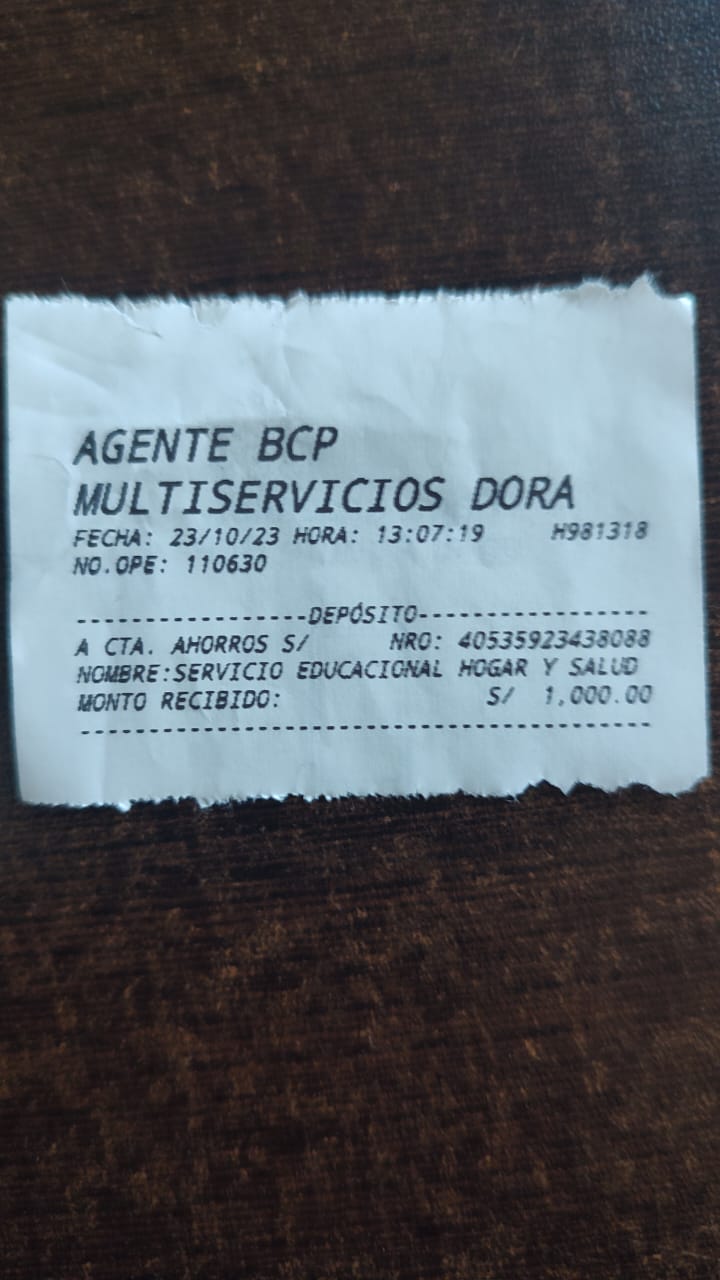 AGENTE BCP
MULTISERVICIOS DORA
FECHA: 23/10/23 HORA: 13:07:19 H981318
NO.OPE: 110630
------------------DEPÓSITO------------------
A CTA. AHORROS S/ NRO: 40535923438088
NOMBRE:SERVICIO EDUCACIONAL HOGAR Y SALUD
MONTO RECIBIDO: S/ 1,000.00
--------------------------------------------